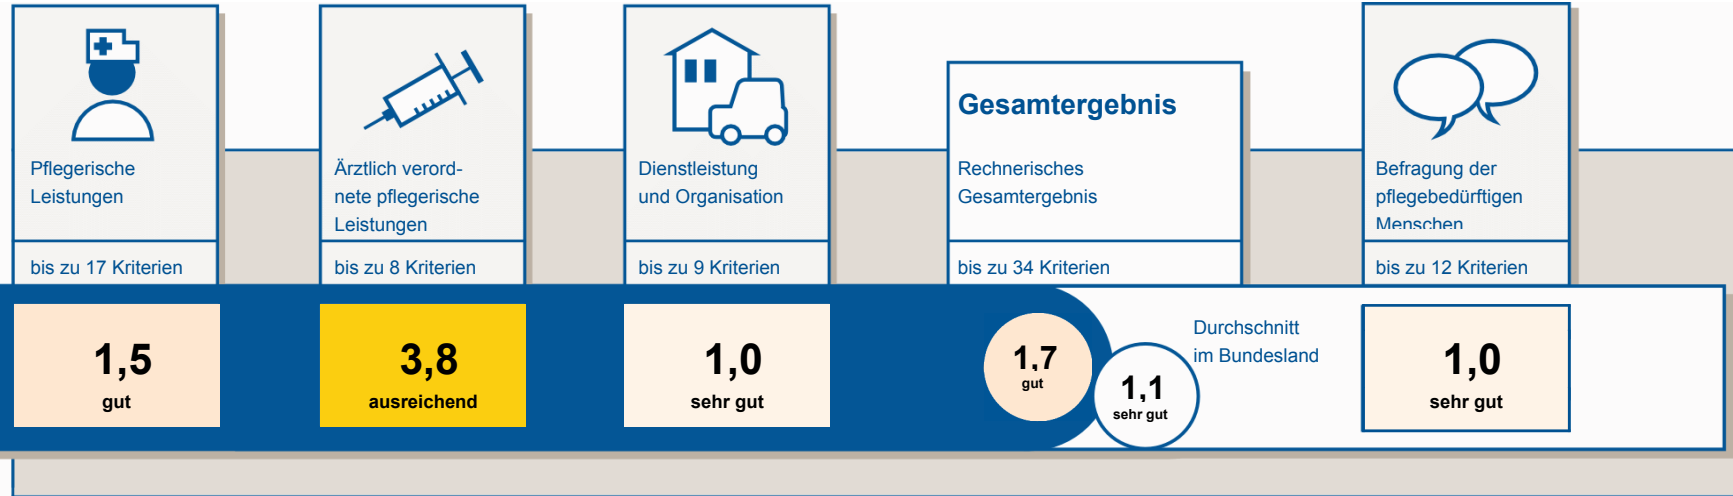 Pflegerische
Leistungen
bis zu 17 Kriterien
1,5
gut
Ärztlich verord-
nete pflegerische
Leistungen
bis zu 8 Kriterien
3,8
ausreichend
Dienstleistung
und Organisation
bis zu 9 Kriterien
1,0
sehr gut
Gesamtergebnis
Rechnerisches
Gesamtergebnis
bis zu 34 Kriterien
1,7
gut
1,1
sehr gut
Durchschnitt
im Bundesland
Befragung der
pflegebedürftigen
Menschen
bis zu 12 Kriterien
1,0
sehr gut